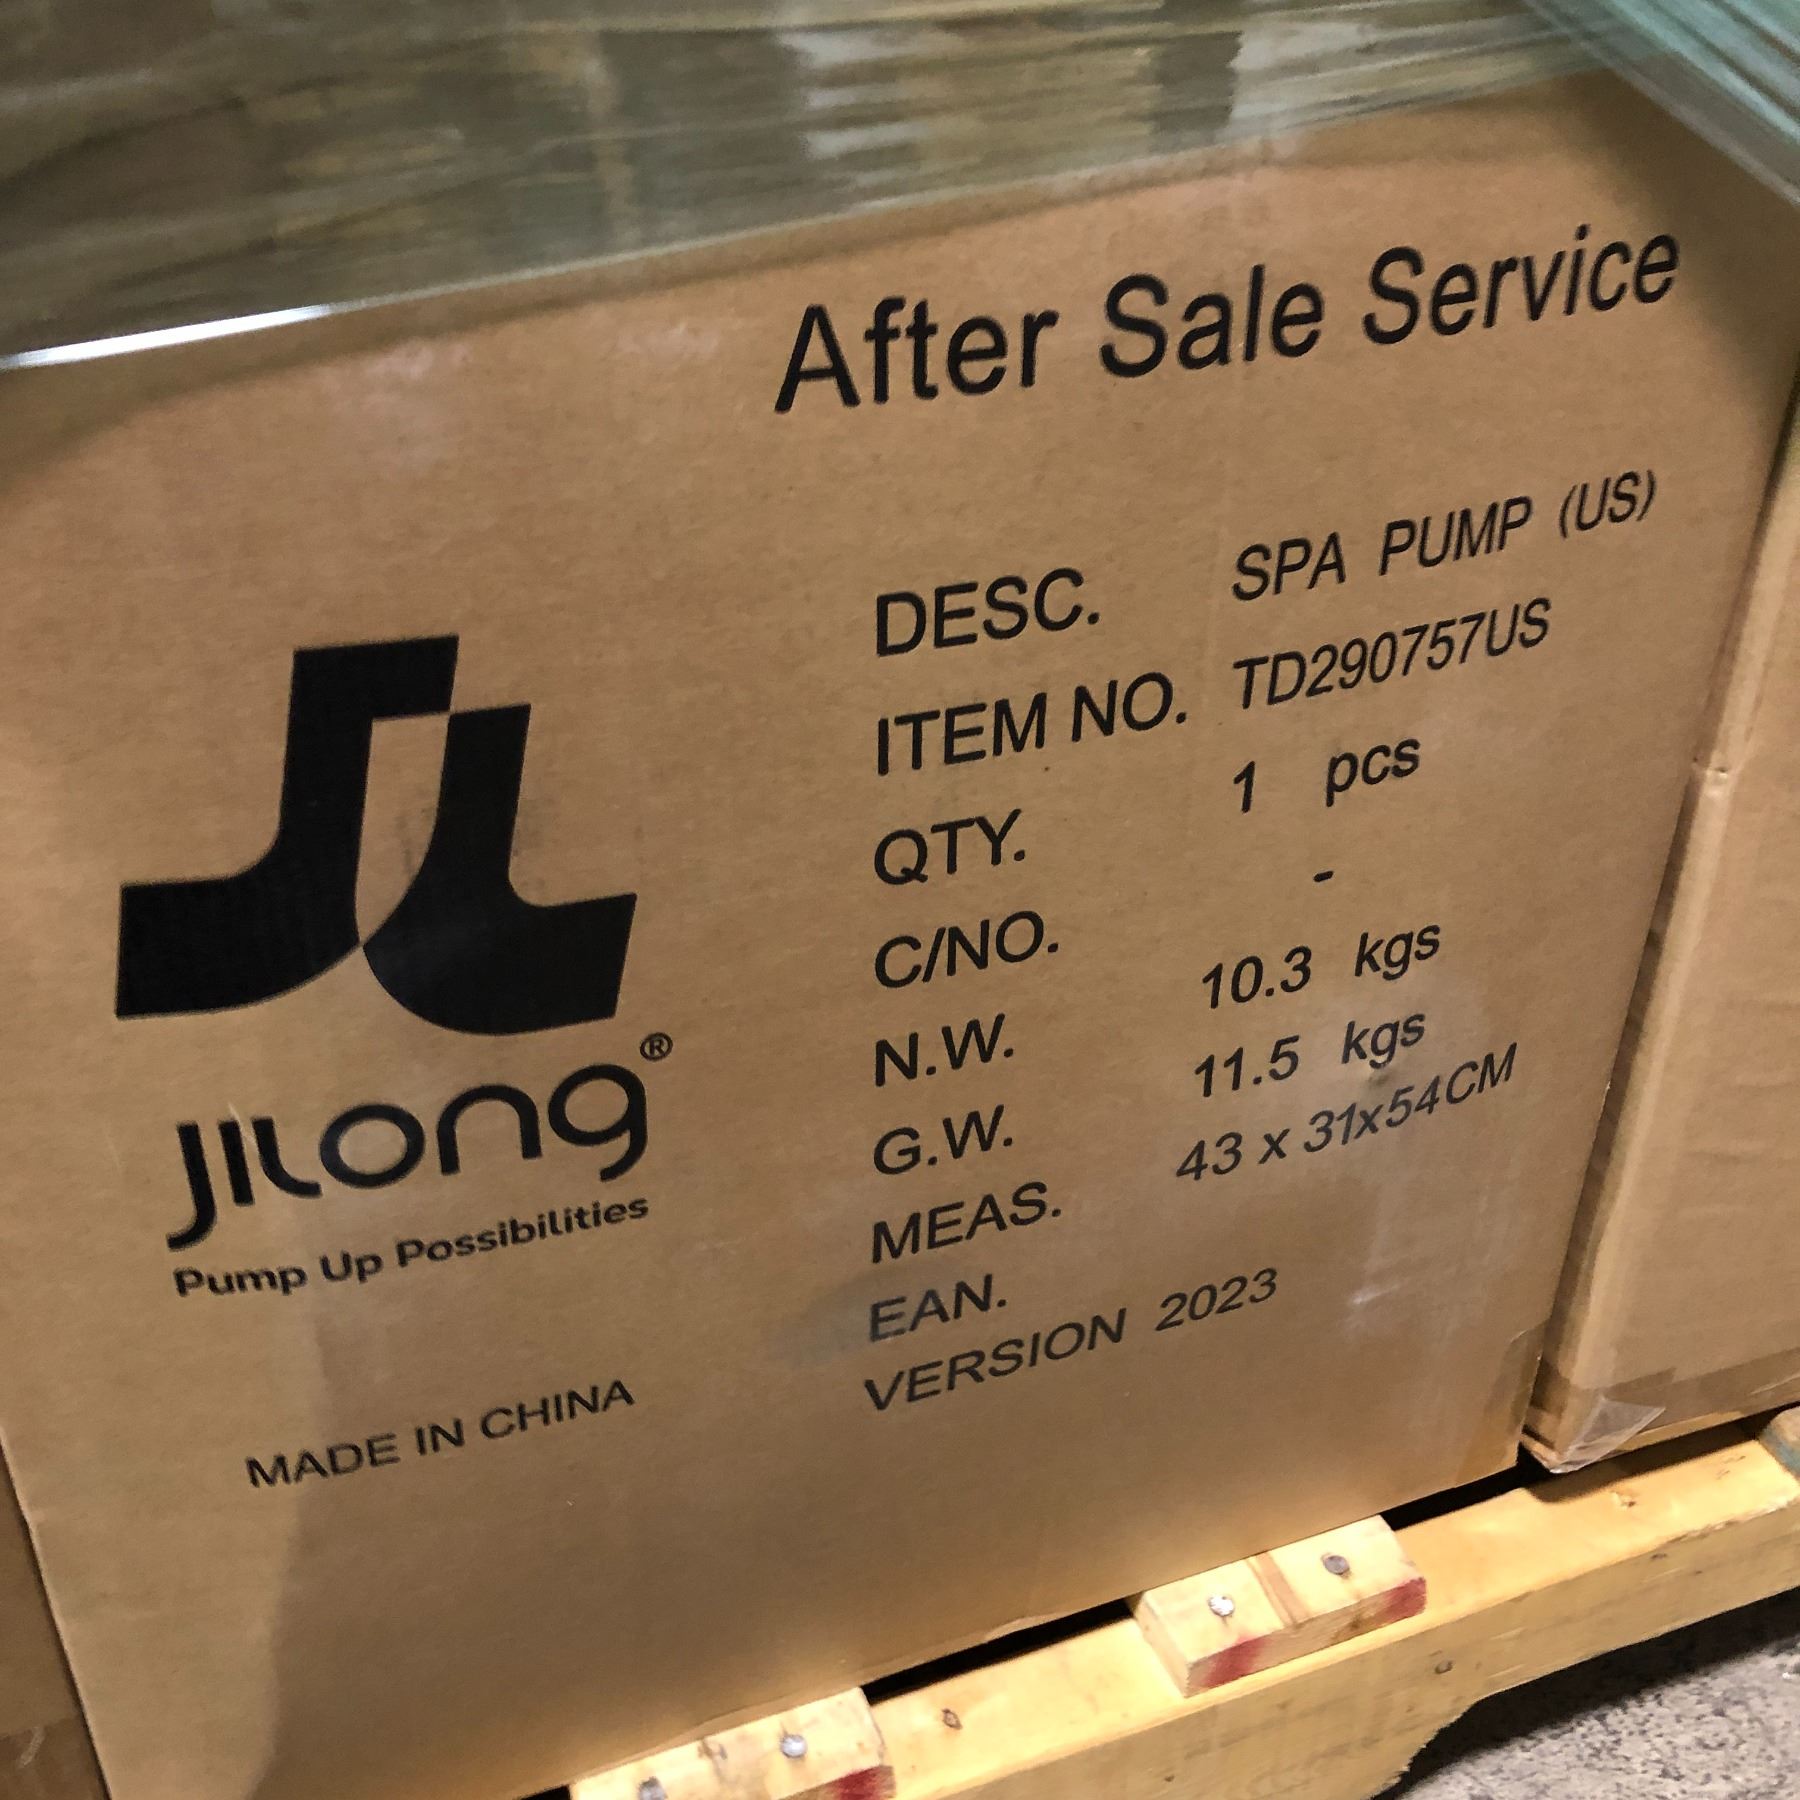 After Sale Service
DESC. SPA PUMP (US)
ITEM NO. TD290757US
QTY. 1 pcs
C/NO. -
N.W. 10.3 kgs
G.W. 11.5 kgs
MEAS. 43 x 31x54CM
EAN.
VERSION 2023
JL
JILONG®
Pump Up Possibilities
MADE IN CHINA